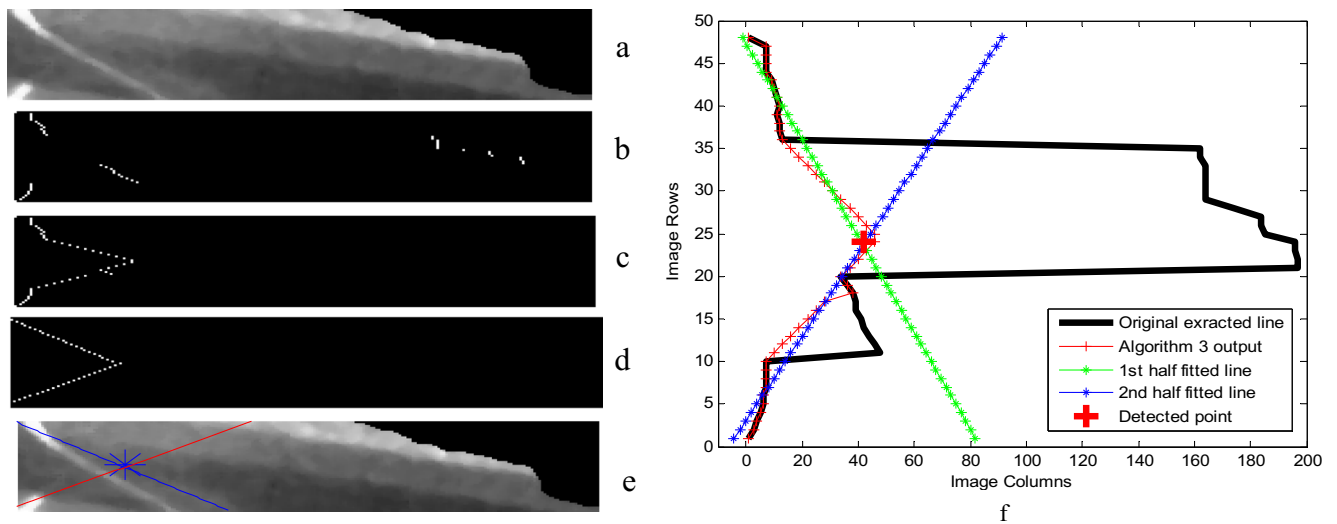 a
b
c
d
e
50
45
40
35
30
25
20
15
10
5
0
Image Rows
0 20 40 60 80 100 120 140 160 180 200
Image Columns
Original exracted line
Algorithm 3 output
1st half fitted line
2nd half fitted line
Detected point
f